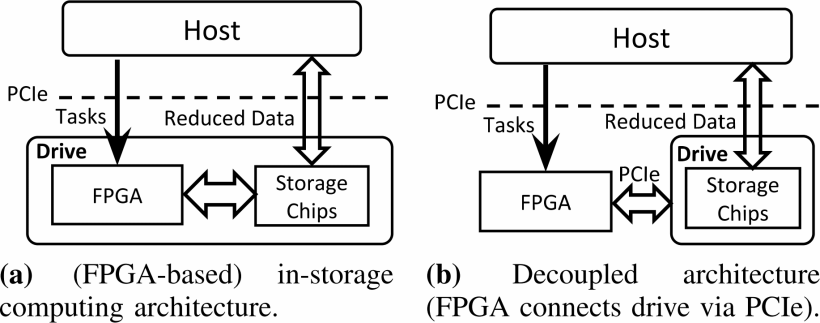 Host
PCIe
Tasks
Reduced Data
Drive
FPGA
Storage
Chips
(a) (FPGA-based) in-storage
computing architecture.
Host
PCIe
Tasks
Reduced Data
PCIe
Drive
FPGA
Storage
Chips
(b) Decoupled architecture
(FPGA connects drive via PCIe).